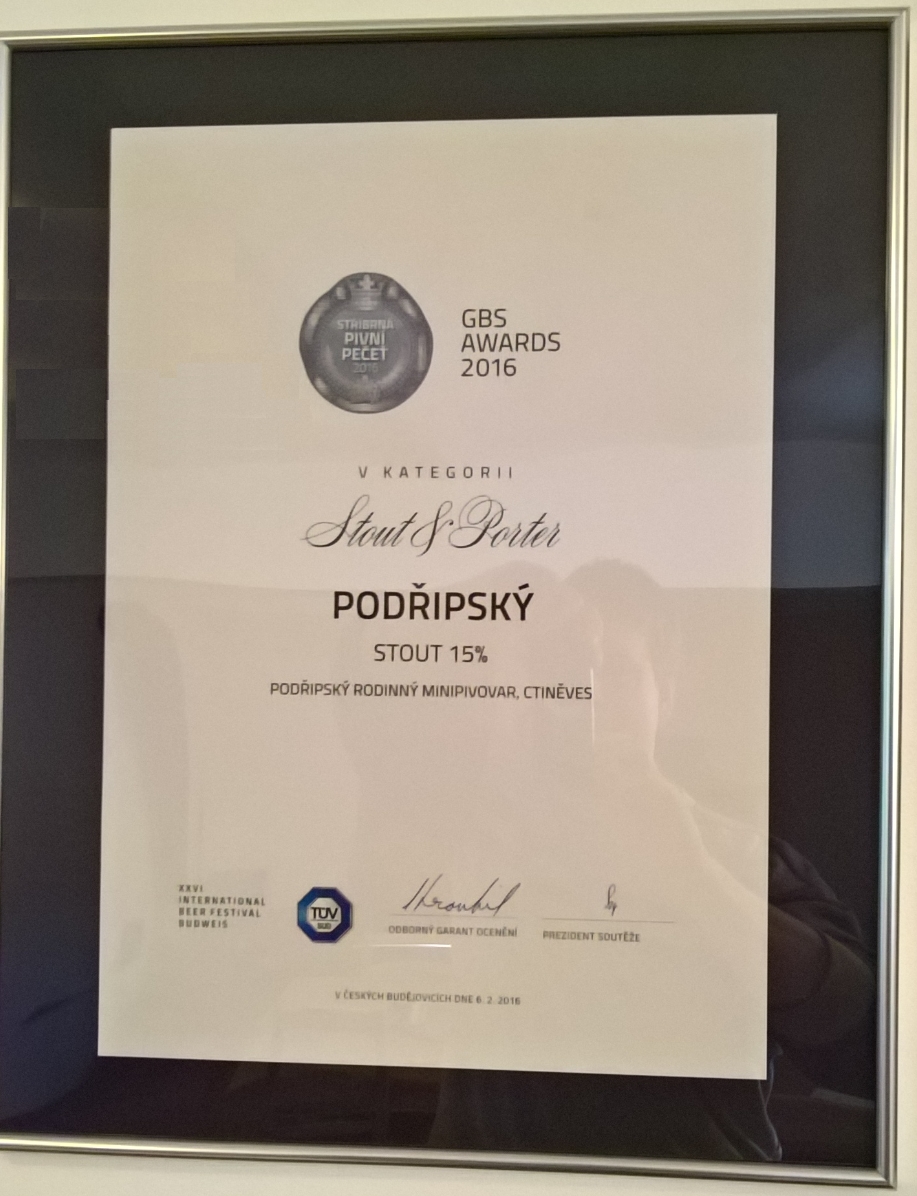 STŘÍBRNÁ
PIVNÍ
PEČEŤ
2016
GBS
AWARDS
2016
V KATEGORII
Stout & Porter
PODŘIPSKÝ
STOUT 15%
PODŘIPSKÝ RODINNÝ MINIPIVOVAR, CTINĚVES
XXVI
INTERNATIONAL
BEER FESTIVAL
BUDWEIS
TÜV
SÜD
ODBORNÝ GARANT OCENĚNÍ
PREZIDENT SOUTĚŽE
V ČESKÝCH BUDĚJOVICÍCH DNE 6. 2. 2016